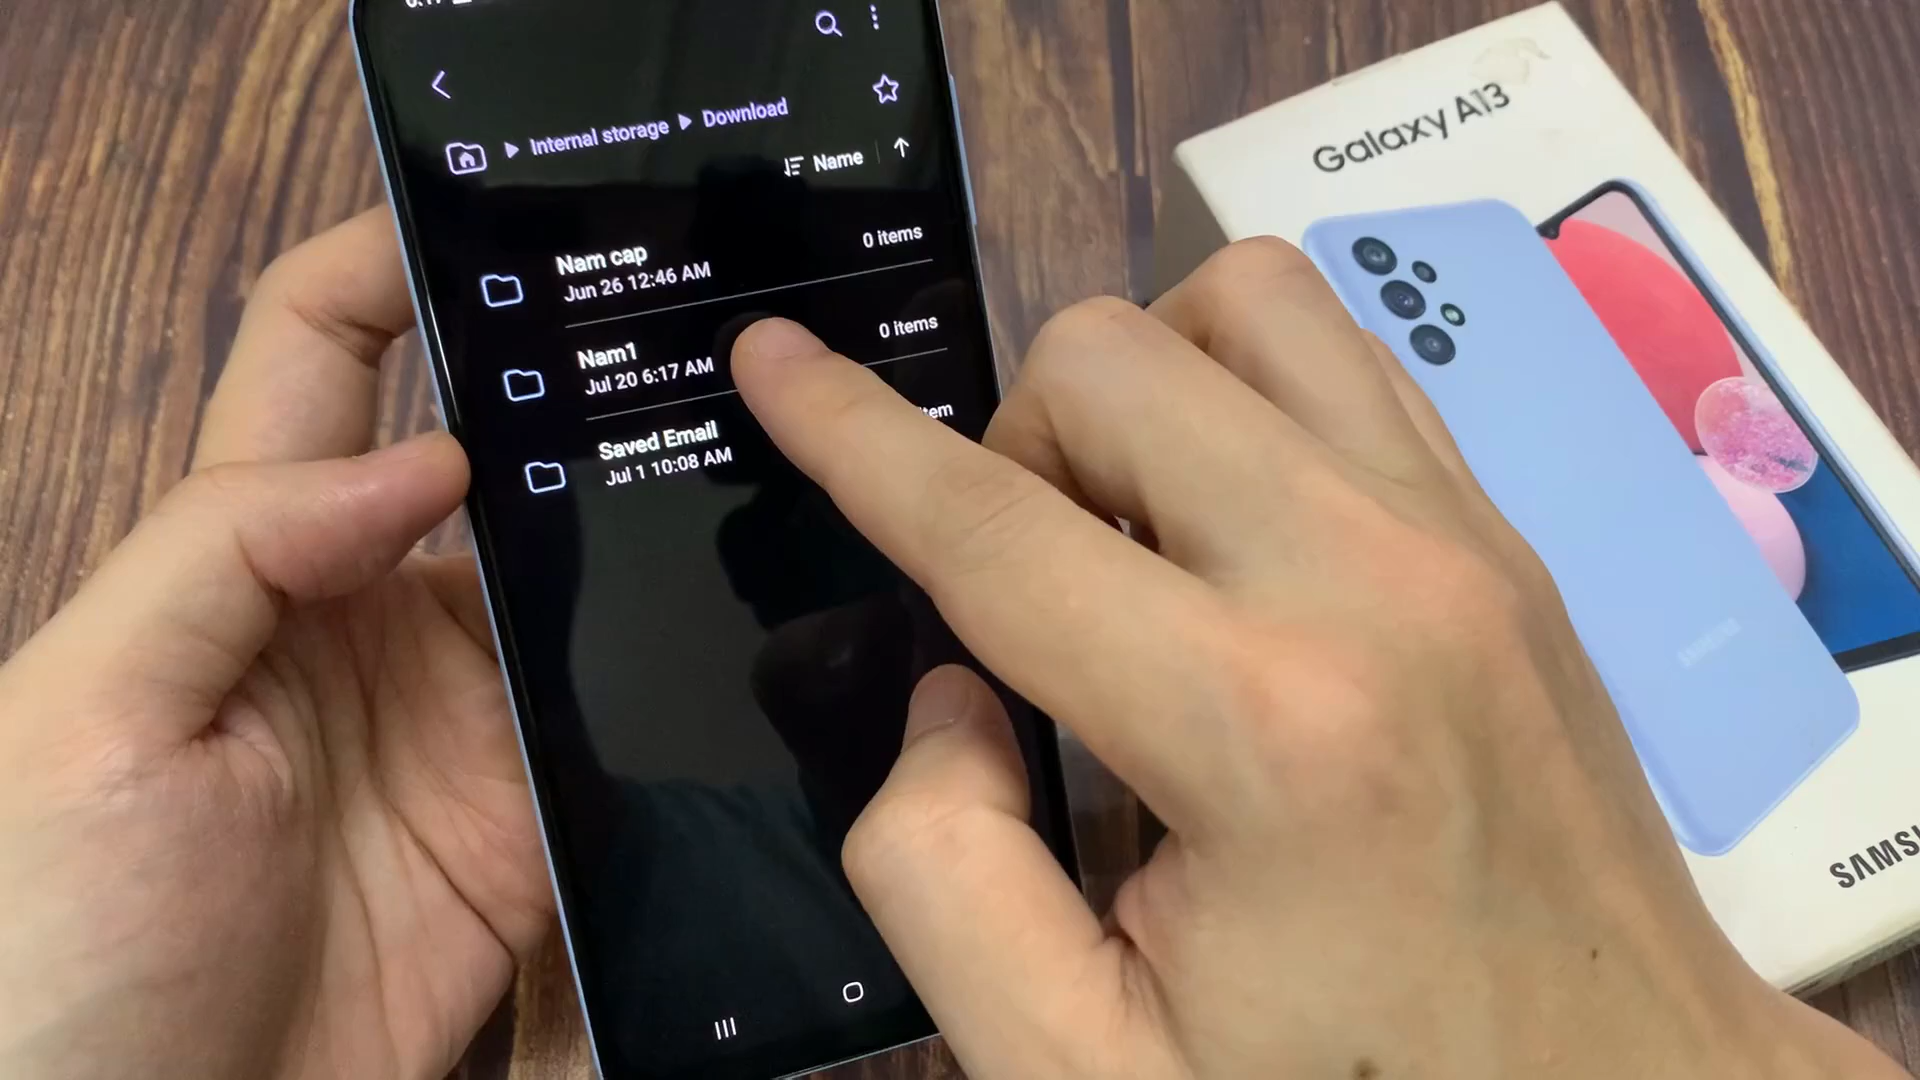 Internal storage ▶ Download
Name
Nam cap
Jun 26 12:46 AM
0 items
Nam1
Jul 20 6:17 AM
0 items
Saved Email
Jul 1 10:08 AM
Galaxy A13
SAMSUNG